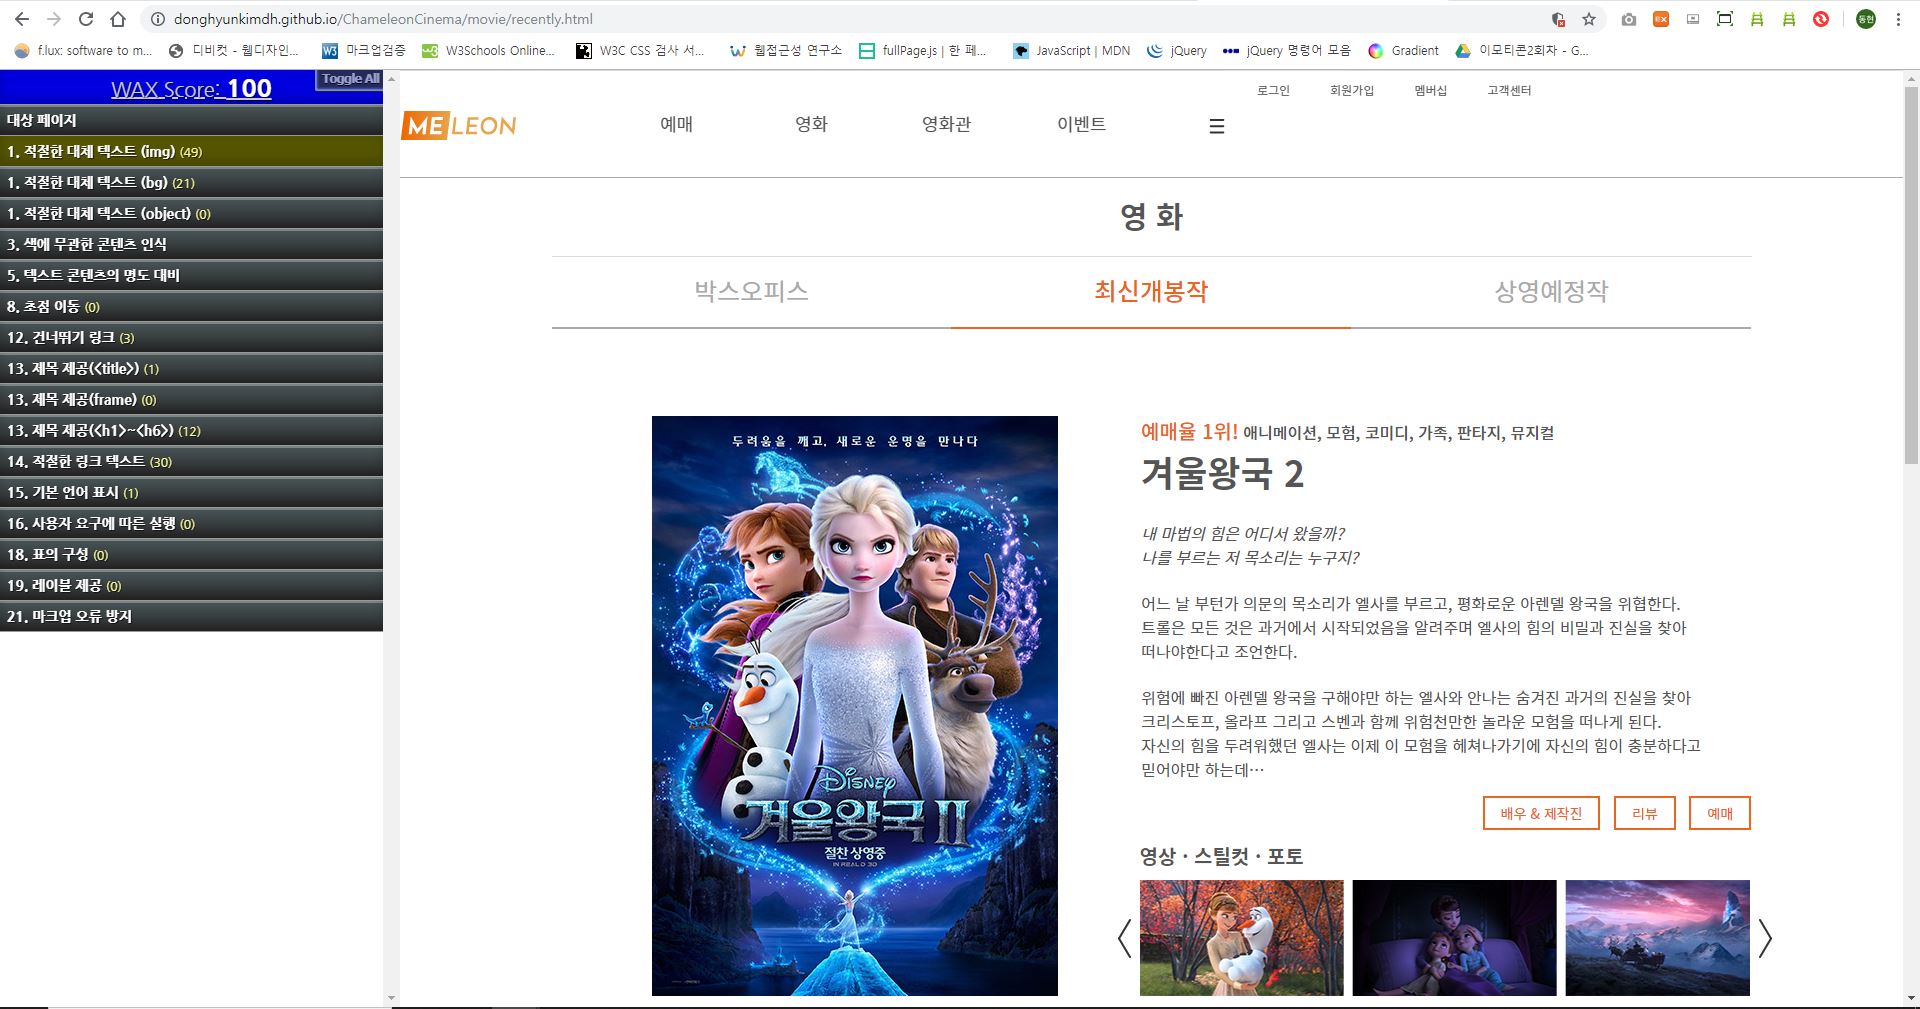 donghyunkimdh.github.io/ChameleonCinema/movie/recently.html
동현
f.lux: software to m...
디비컷 - 웹디자인...
마크업검증
W3Schools Online...
W3C CSS 검사 서...
웹접근성 연구소
fullPage.js | 한 페...
JavaScript | MDN
jQuery
jQuery 명령어 모음
Gradient
이모티콘2회차 - G...
WAX Score: 100
Toggle All
대상 페이지
1. 적절한 대체 텍스트 (img) (49)
1. 적절한 대체 텍스트 (bg) (21)
1. 적절한 대체 텍스트 (object) (0)
3. 색에 무관한 콘텐츠 인식
5. 텍스트 콘텐츠의 명도 대비
8. 초점 이동 (0)
12. 건너뛰기 링크 (3)
13. 제목 제공(<title>) (1)
13. 제목 제공(frame) (0)
13. 제목 제공(<h1>~<h6>) (12)
14. 적절한 링크 텍스트 (30)
15. 기본 언어 표시 (1)
16. 사용자 요구에 따른 실행 (0)
18. 표의 구성 (0)
19. 레이블 제공 (0)
21. 마크업 오류 방지
로그인 회원가입 멤버십 고객센터
MELEON
예매 영화 영화관 이벤트
영 화
박스오피스 최신개봉작 상영예정작
두려움을 깨고, 새로운 운명을 만나다
DISNEY
겨울왕국 II
절찬 상영중
IN REAL D 3D
예매율 1위! 애니메이션, 모험, 코미디, 가족, 판타지, 뮤지컬
겨울왕국 2
내 마법의 힘은 어디서 왔을까?
나를 부르는 저 목소리는 누구지?
어느 날 부턴가 의문의 목소리가 엘사를 부르고, 평화로운 아렌델 왕국을 위협한다.
트롤은 모든 것은 과거에서 시작되었음을 알려주며 엘사의 힘의 비밀과 진실을 찾아
떠나야한다고 조언한다.
위험에 빠진 아렌델 왕국을 구해야만 하는 엘사와 안나는 숨겨진 과거의 진실을 찾아
크리스토프, 올라프 그리고 스벤과 함께 위험천만한 놀라운 모험을 떠나게 된다.
자신의 힘을 두려워했던 엘사는 이제 이 모험을 헤쳐나가기에 자신의 힘이 충분하다고
믿어야만 하는데…
배우 & 제작진 리뷰 예매
영상 · 스틸컷 · 포토